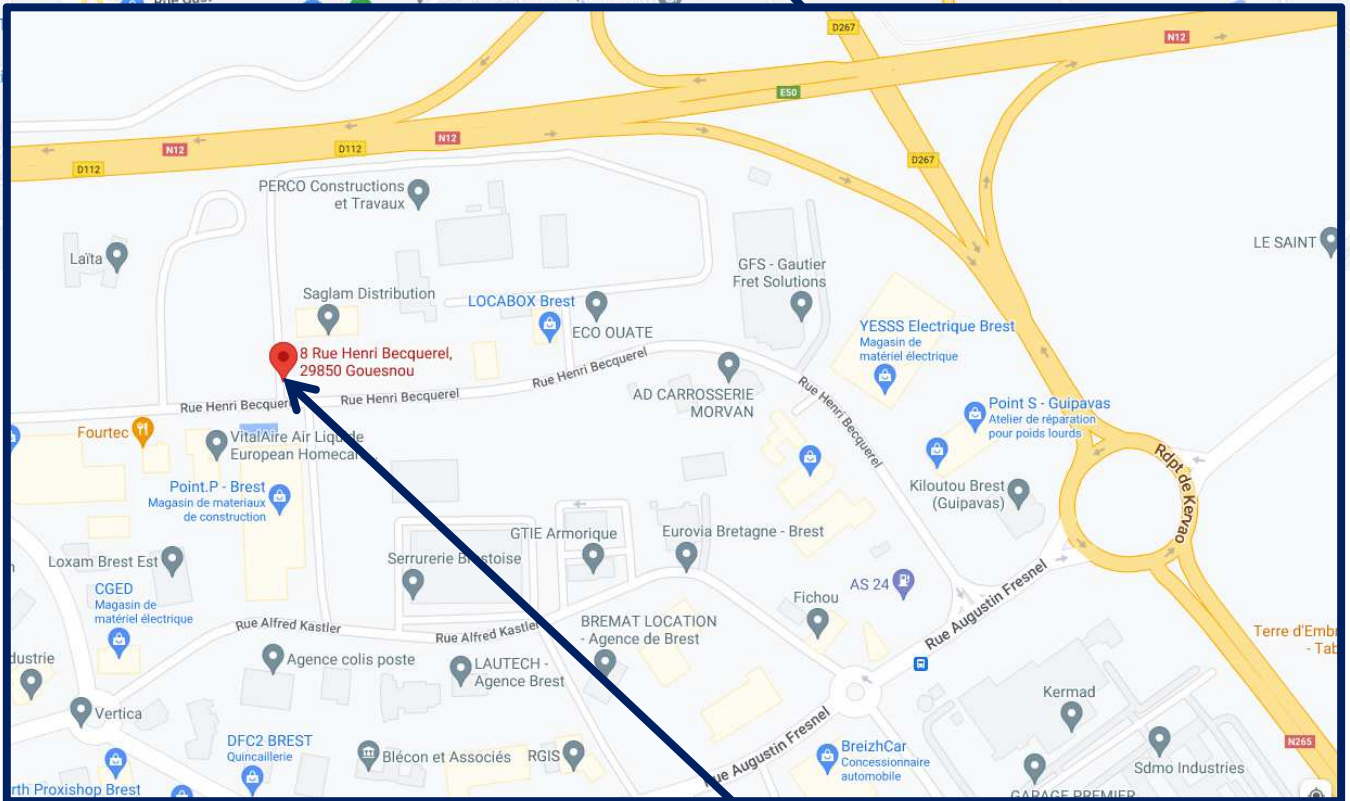 D267
N12
E50
N12
D112
N12
D112
D267
PERCO Constructions
et Travaux
Laïta
LE SAINT
GFS - Gautier
Fret Solutions
Saglam Distribution
LOCABOX Brest
ECO OUATE
YESSS Electrique Brest
Magasin de
matériel électrique
8 Rue Henri Becquerel,
29850 Gouesnou
Rue Henri Becquerel
Rue Henri Becquere
Rue Henri Becquerel
Rue Henri Becquerel
AD CARROSSERIE
MORVAN
Point S - Guipavas
Atelier de réparation
pour poids lourds
Fourtec
VitalAire Air Liquide
European Homecar
Rdpt de Kervao
Point.P - Brest
Magasin de materiaux
de construction
Kiloutou Brest
(Guipavas)
GTIE Armorique
Eurovia Bretagne - Brest
Loxam Brest Est
Serrurerie Brestoise
AS 24
CGED
Magasin de
matériel électrique
Fichou
Rue Augustin Fresnel
Rue Alfred Kastler
Rue Alfred Kastler
BREMAT LOCATION
- Agence de Brest
Terre d'Emb
- Tab
dustrie
Agence colis poste
LAUTECH -
Agence Brest
Kermad
Vertica
DFC2 BREST
Quincaillerie
Blécon et Associés
RGIS
Rue Augustin Fresnel
BreizhCar
Concessionnaire
automobile
N265
Sdmo Industries
rth Proxishop Brest
GARAGE PREMIER